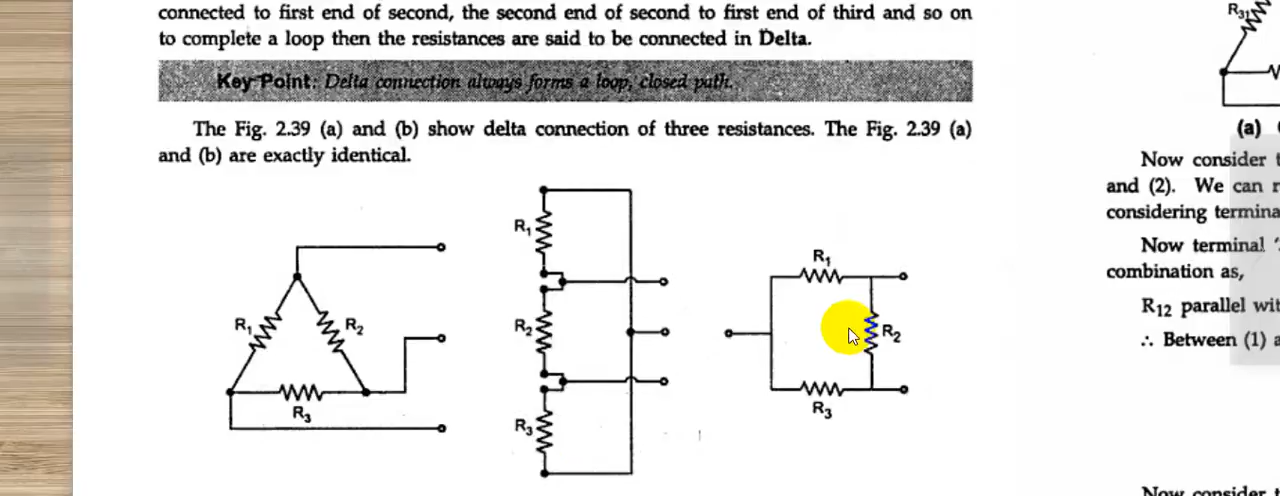 connected to first end of second, the second end of second to first end of third and so on
to complete a loop then the resistances are said to be connected in Delta.
Key Point: Delta connection always forms a loop, closed path.
The Fig. 2.39 (a) and (b) show delta connection of three resistances. The Fig. 2.39 (a)
and (b) are exactly identical.
R1 R2
R3
R1
R2
R3
R1
R2
R3
R31
(a)
Now consider
and (2). We can
considering
Now terminal
combination as,
R12 parallel
∴ Between (1)
Now consider